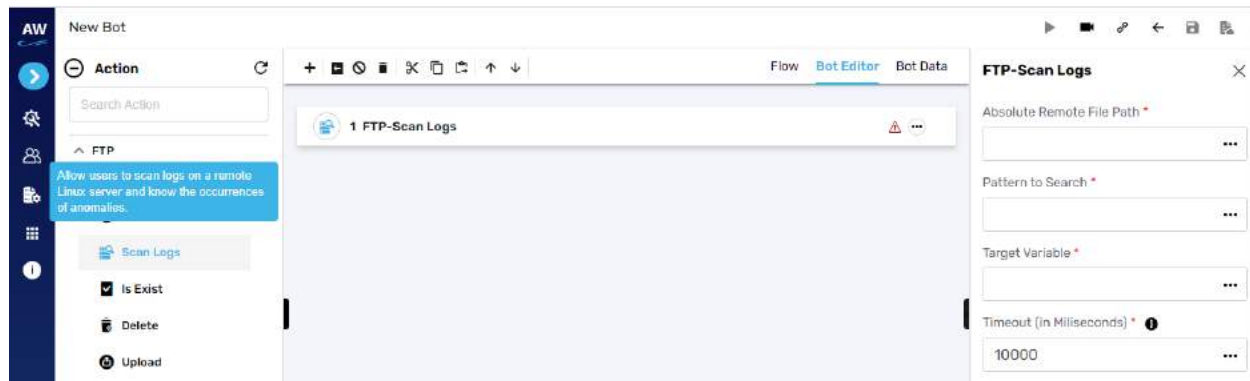 AW
New Bot
Action
Search Action
FTP
Allow users to scan logs on a remote
Linux server and know the occurrences
of anomalies.
Scan Logs
Is Exist
Delete
Upload
Flow Bot Editor Bot Data
1 FTP-Scan Logs
FTP-Scan Logs
Absolute Remote File Path *
Pattern to Search *
Target Variable *
Timeout (in Miliseconds) *
10000